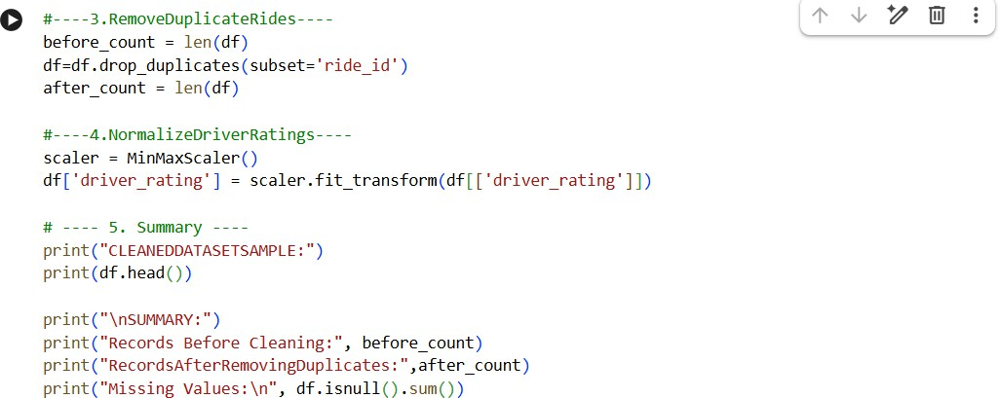 #----3.RemoveDuplicateRides----
before_count = len(df)
df=df.drop_duplicates(subset='ride_id')
after_count = len(df)
#----4.NormalizeDriverRatings----
scaler = MinMaxScaler()
df['driver_rating'] = scaler.fit_transform(df[['driver_rating']])
# ---- 5. Summary ----
print("CLEANEDDATASETSAMPLE:")
print(df.head())
print("\nSUMMARY:")
print("Records Before Cleaning:", before_count)
print("RecordsAfterRemovingDuplicates:",after_count)
print("Missing Values:\n", df.isnull().sum())